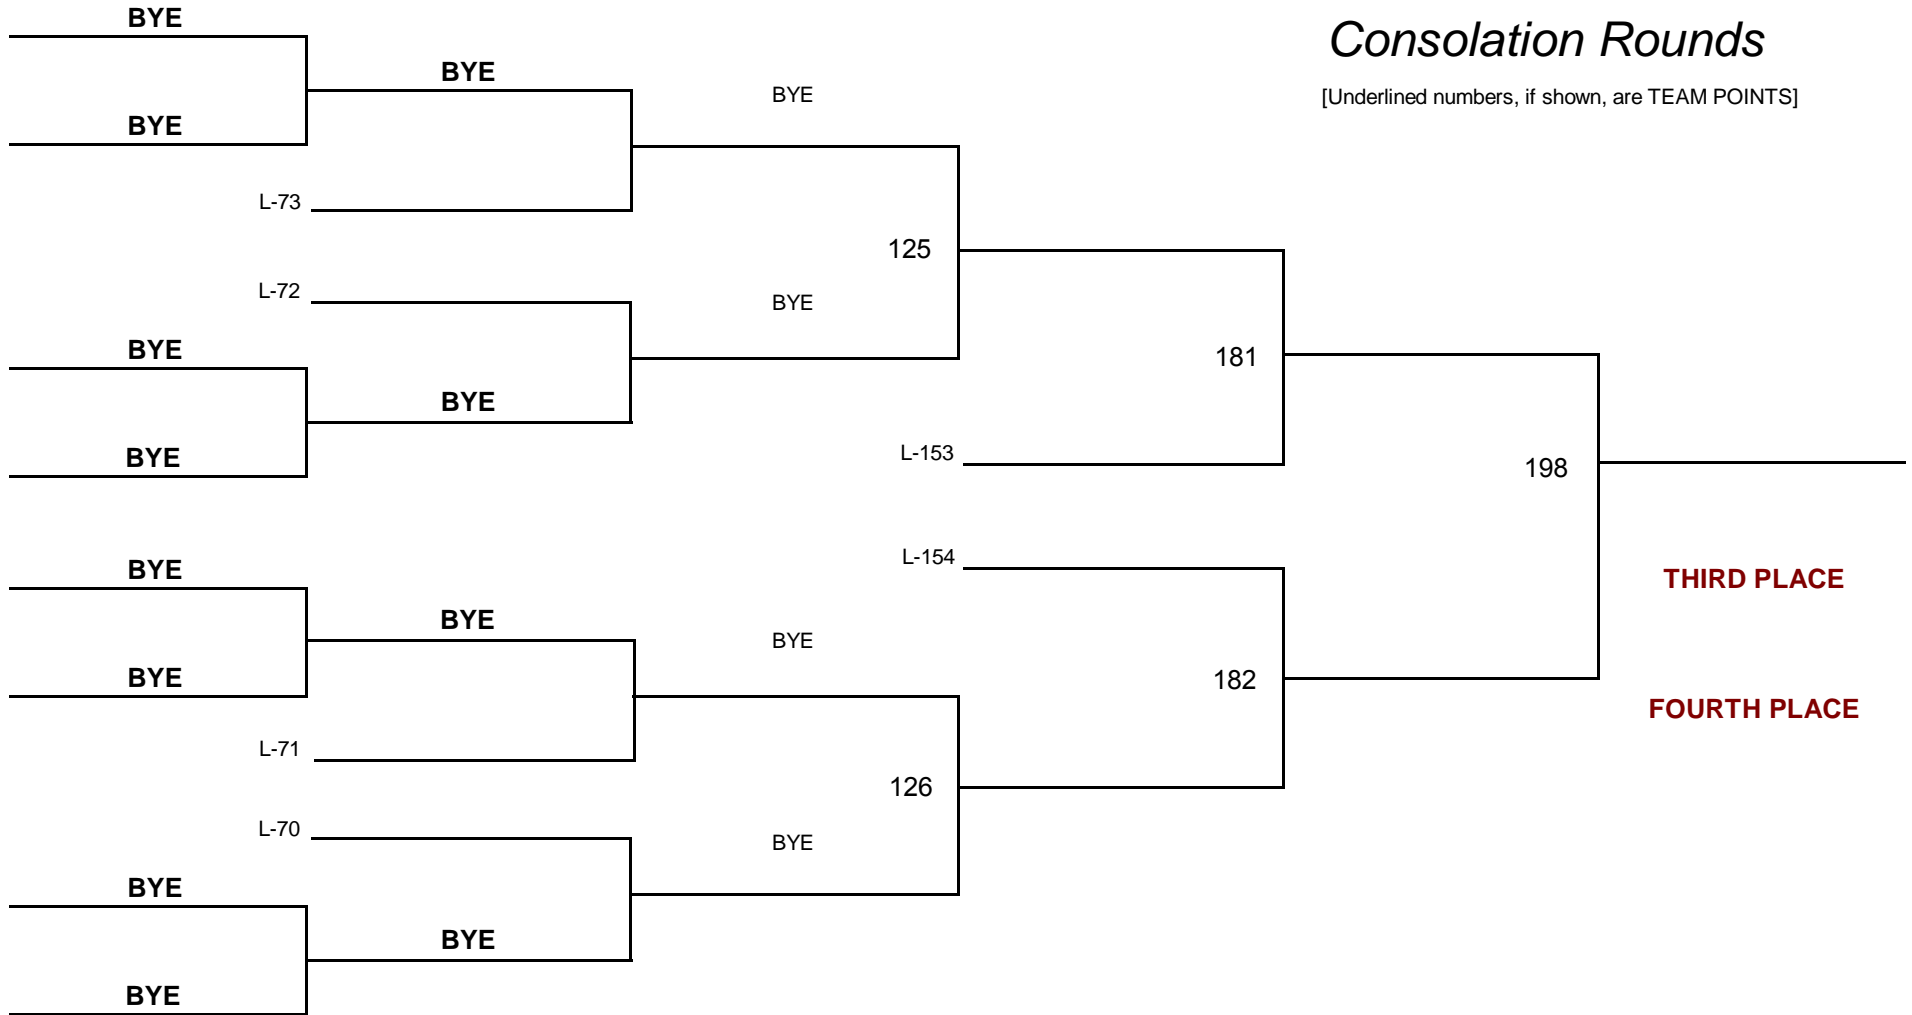 BYE
Consolation Rounds
BYE
BYE
[Underlined numbers, if shown, are TEAM POINTS]
BYE
L-73
125
L-72
BYE
BYE
181
BYE
L-153
BYE
198
L-154
BYE
THIRD PLACE
BYE
BYE
BYE
182
FOURTH PLACE
L-71
126
L-70
BYE
BYE
BYE
BYE